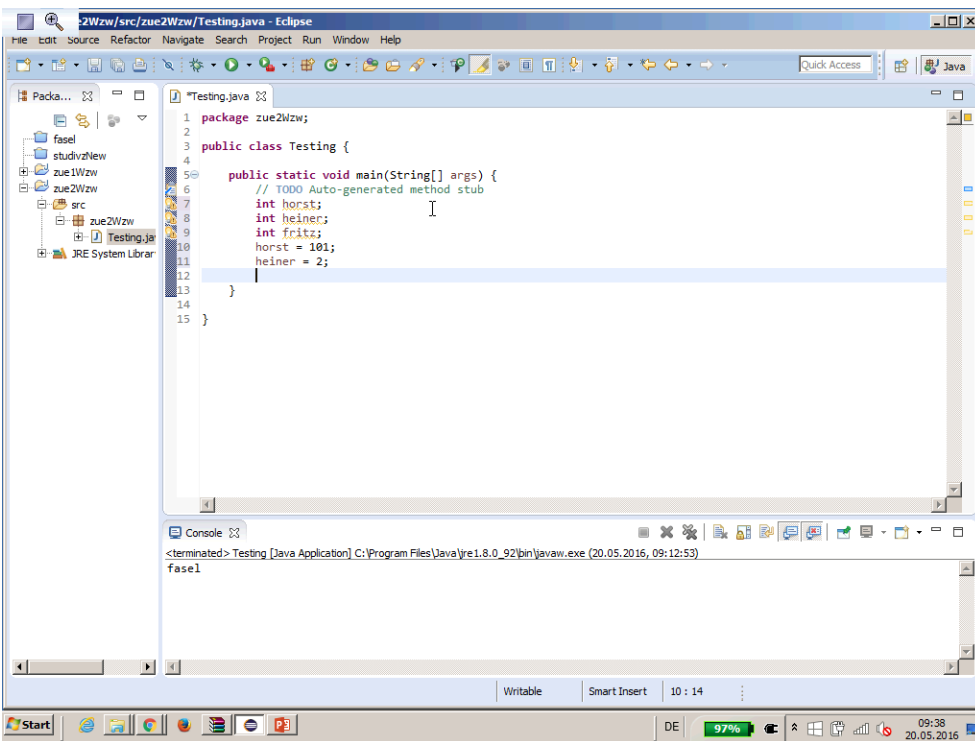 e2Wzw/src/zue2Wzw/Testing.java - Eclipse
File Edit Source Refactor Navigate Search Project Run Window Help
Quick Access
Java
Packa...
*Testing.java
fasel
studivzNew
zue1Wzw
zue2Wzw
src
zue2Wzw
Testing.ja
JRE System Librar
1 package zue2Wzw;
2
3 public class Testing {
4
5 public static void main(String[] args) {
6 // TODO Auto-generated method stub
7 int horst;
8 int heiner;
9 int fritz;
10 horst = 101;
11 heiner = 2;
12
13 }
14
15 }
Console
<terminated> Testing [Java Application] C:\Program Files\Java\jre1.8.0_92\bin\javaw.exe (20.05.2016, 09:12:53)
fasel
Writable Smart Insert 10 : 14
Start
DE
97%
09:38
20.05.2016